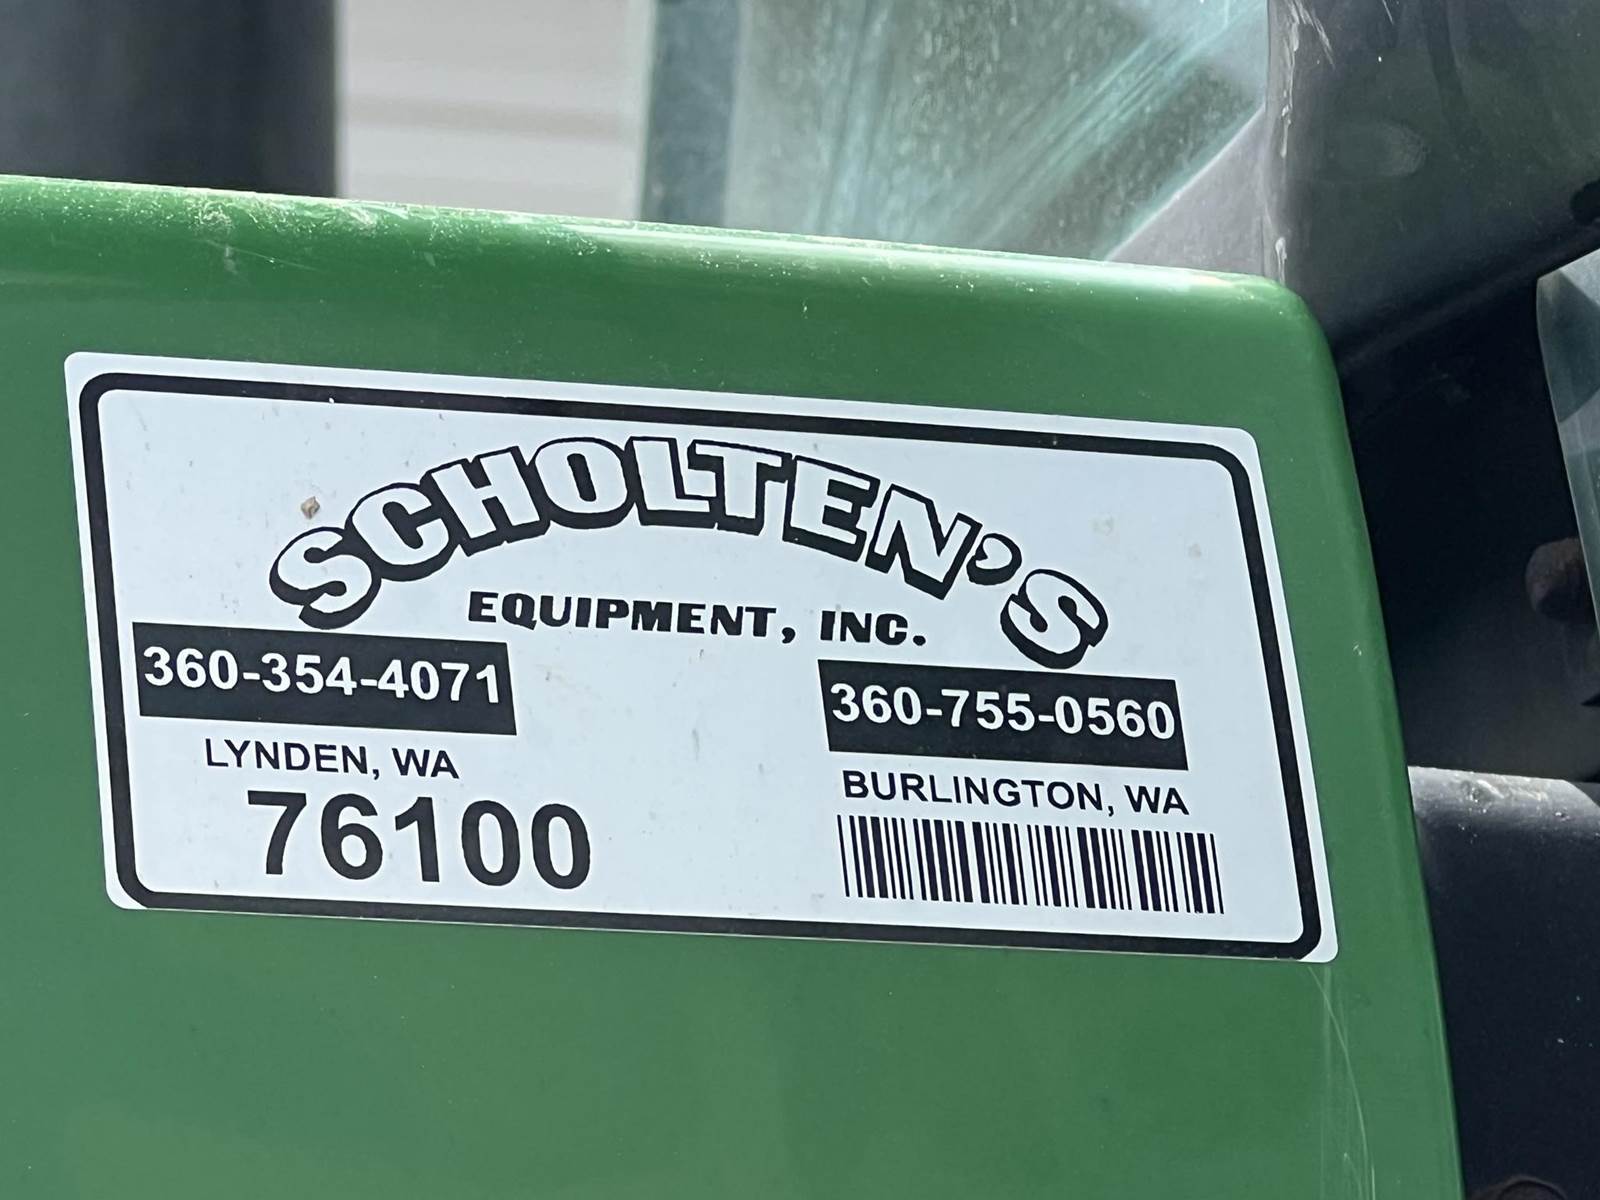 SCHOLTEN'S
EQUIPMENT, INC.
360-354-4071
LYNDEN, WA
76100
360-755-0560
BURLINGTON, WA